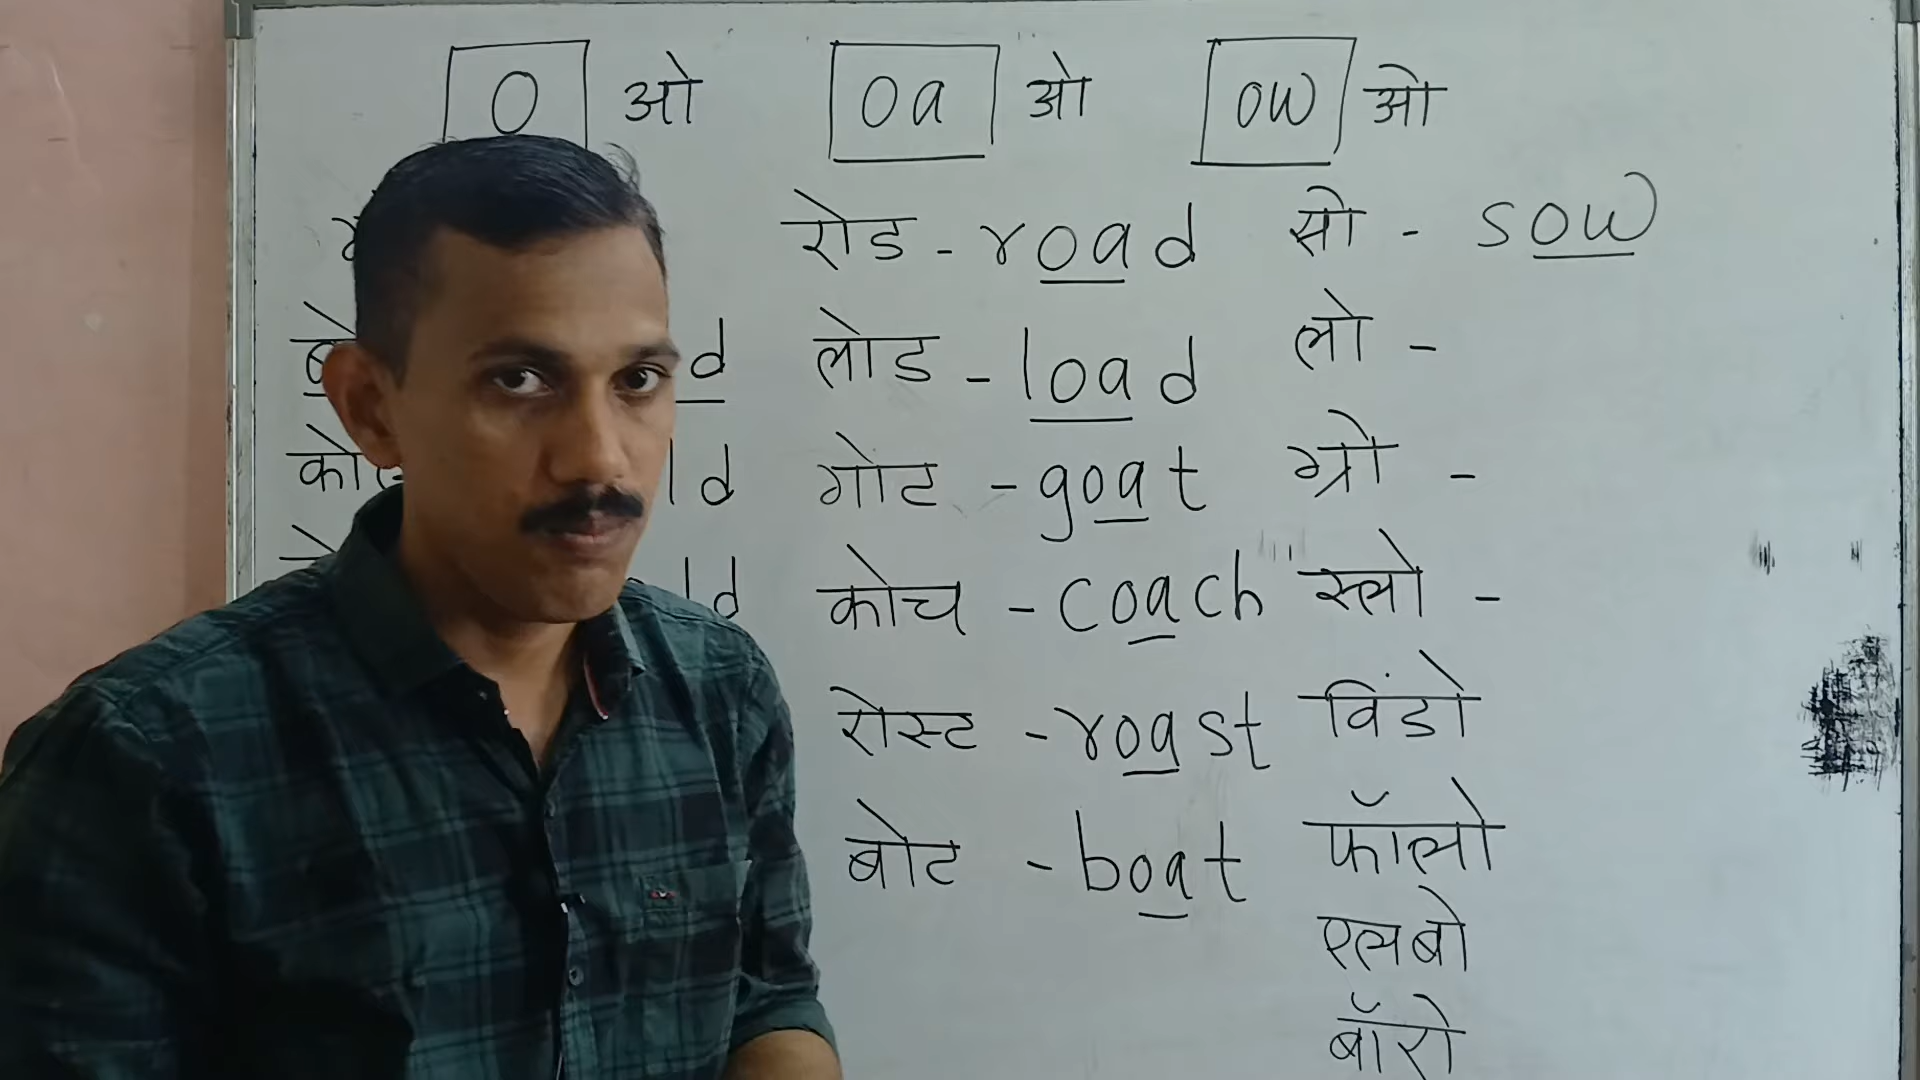 O ओ oa ओ ow ओ
रोड - road सो - sow
लोड - load लो -
गोट - goat ग्रो -
कोच - coach स्लो -
रोस्ट - roast विंडो
बोट - boat फॉलो
एलबो
बॉरो